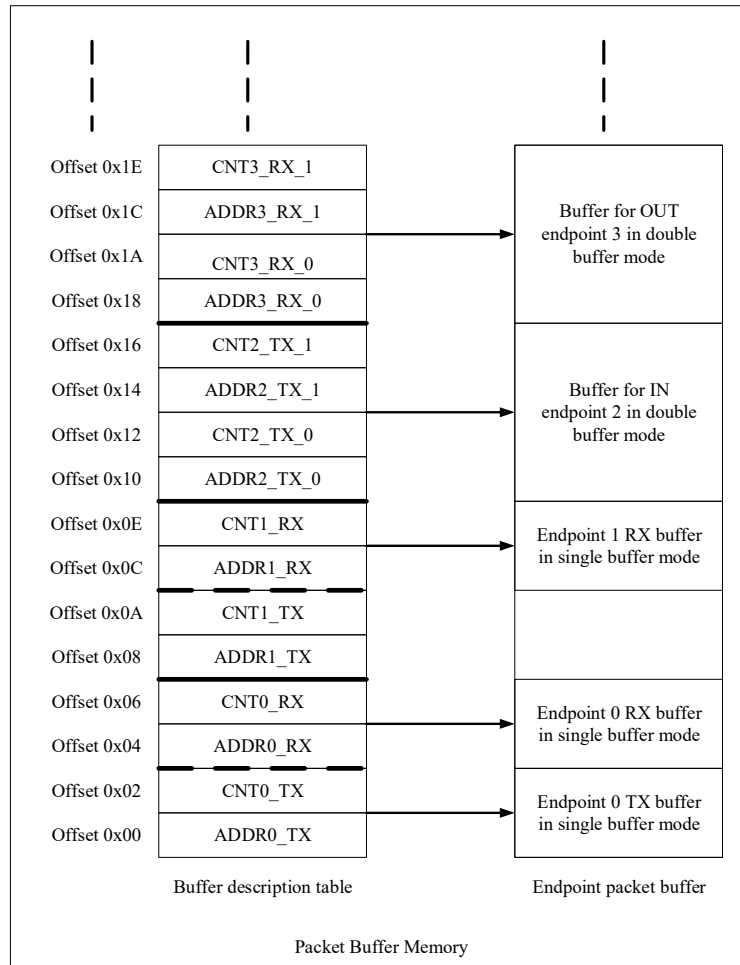 Offset 0x1E CNT3_RX_1
Offset 0x1C ADDR3_RX_1
Offset 0x1A CNT3_RX_0
Offset 0x18 ADDR3_RX_0
Buffer for OUT
endpoint 3 in double
buffer mode
Offset 0x16 CNT2_TX_1
Offset 0x14 ADDR2_TX_1
Offset 0x12 CNT2_TX_0
Offset 0x10 ADDR2_TX_0
Buffer for IN
endpoint 2 in double
buffer mode
Offset 0x0E CNT1_RX
Offset 0x0C ADDR1_RX
Endpoint 1 RX buffer
in single buffer mode
Offset 0x0A CNT1_TX
Offset 0x08 ADDR1_TX
Offset 0x06 CNT0_RX
Offset 0x04 ADDR0_RX
Endpoint 0 RX buffer
in single buffer mode
Offset 0x02 CNT0_TX
Offset 0x00 ADDR0_TX
Endpoint 0 TX buffer
in single buffer mode
Buffer description table
Endpoint packet buffer
Packet Buffer Memory